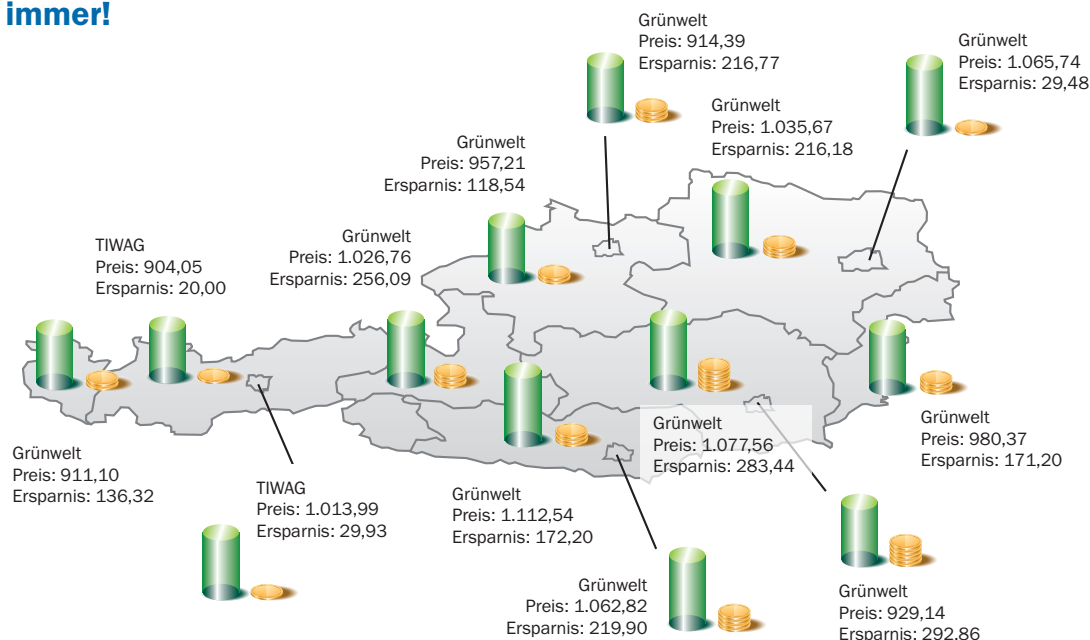 immer!
Grünwelt
Preis: 914,39
Ersparnis: 216,77
Grünwelt
Preis: 1.065,74
Ersparnis: 29,48
Grünwelt
Preis: 1.035,67
Ersparnis: 216,18
Grünwelt
Preis: 957,21
Ersparnis: 118,54
Grünwelt
Preis: 1.026,76
Ersparnis: 256,09
TIWAG
Preis: 904,05
Ersparnis: 20,00
Grünwelt
Preis: 911,10
Ersparnis: 136,32
TIWAG
Preis: 1.013,99
Ersparnis: 29,93
Grünwelt
Preis: 1.112,54
Ersparnis: 172,20
Grünwelt
Preis: 1.077,56
Ersparnis: 283,44
Grünwelt
Preis: 980,37
Ersparnis: 171,20
Grünwelt
Preis: 1.062,82
Ersparnis: 219,90
Grünwelt
Preis: 929,14
Ersparnis: 292,86